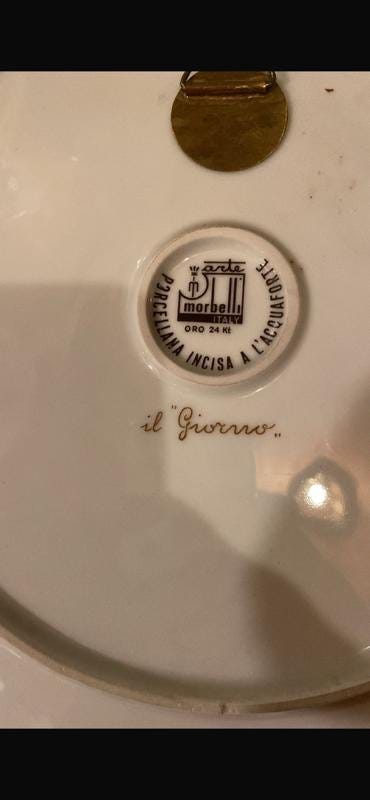 arte
morbelli
ITALY
ORO 24 Kt
PORCELLANA INCISA A L'ACQUAFORTE
il "Giorno"